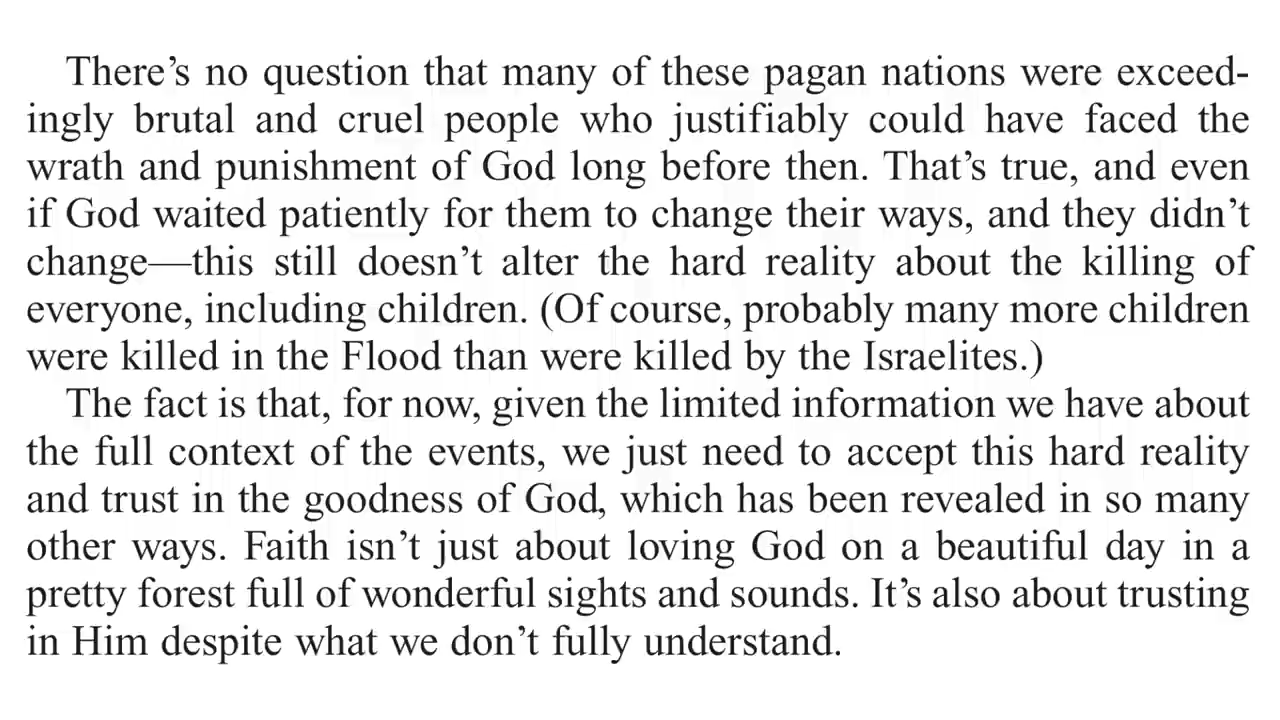 There’s no question that many of these pagan nations were exceed-
ingly brutal and cruel people who justifiably could have faced the
wrath and punishment of God long before then. That’s true, and even
if God waited patiently for them to change their ways, and they didn’t
change—this still doesn’t alter the hard reality about the killing of
everyone, including children. (Of course, probably many more children
were killed in the Flood than were killed by the Israelites.)
The fact is that, for now, given the limited information we have about
the full context of the events, we just need to accept this hard reality
and trust in the goodness of God, which has been revealed in so many
other ways. Faith isn’t just about loving God on a beautiful day in a
pretty forest full of wonderful sights and sounds. It’s also about trusting
in Him despite what we don’t fully understand.